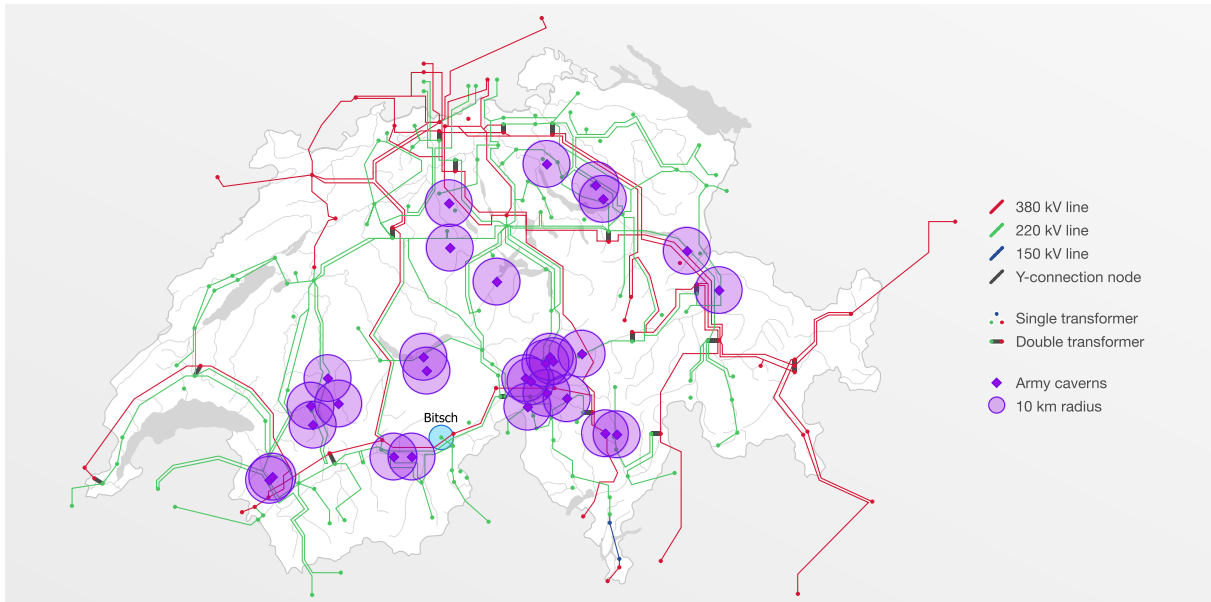 380 kV line
220 kV line
150 kV line
Y-connection node
Single transformer
Double transformer
Army caverns
10 km radius
Bitsch